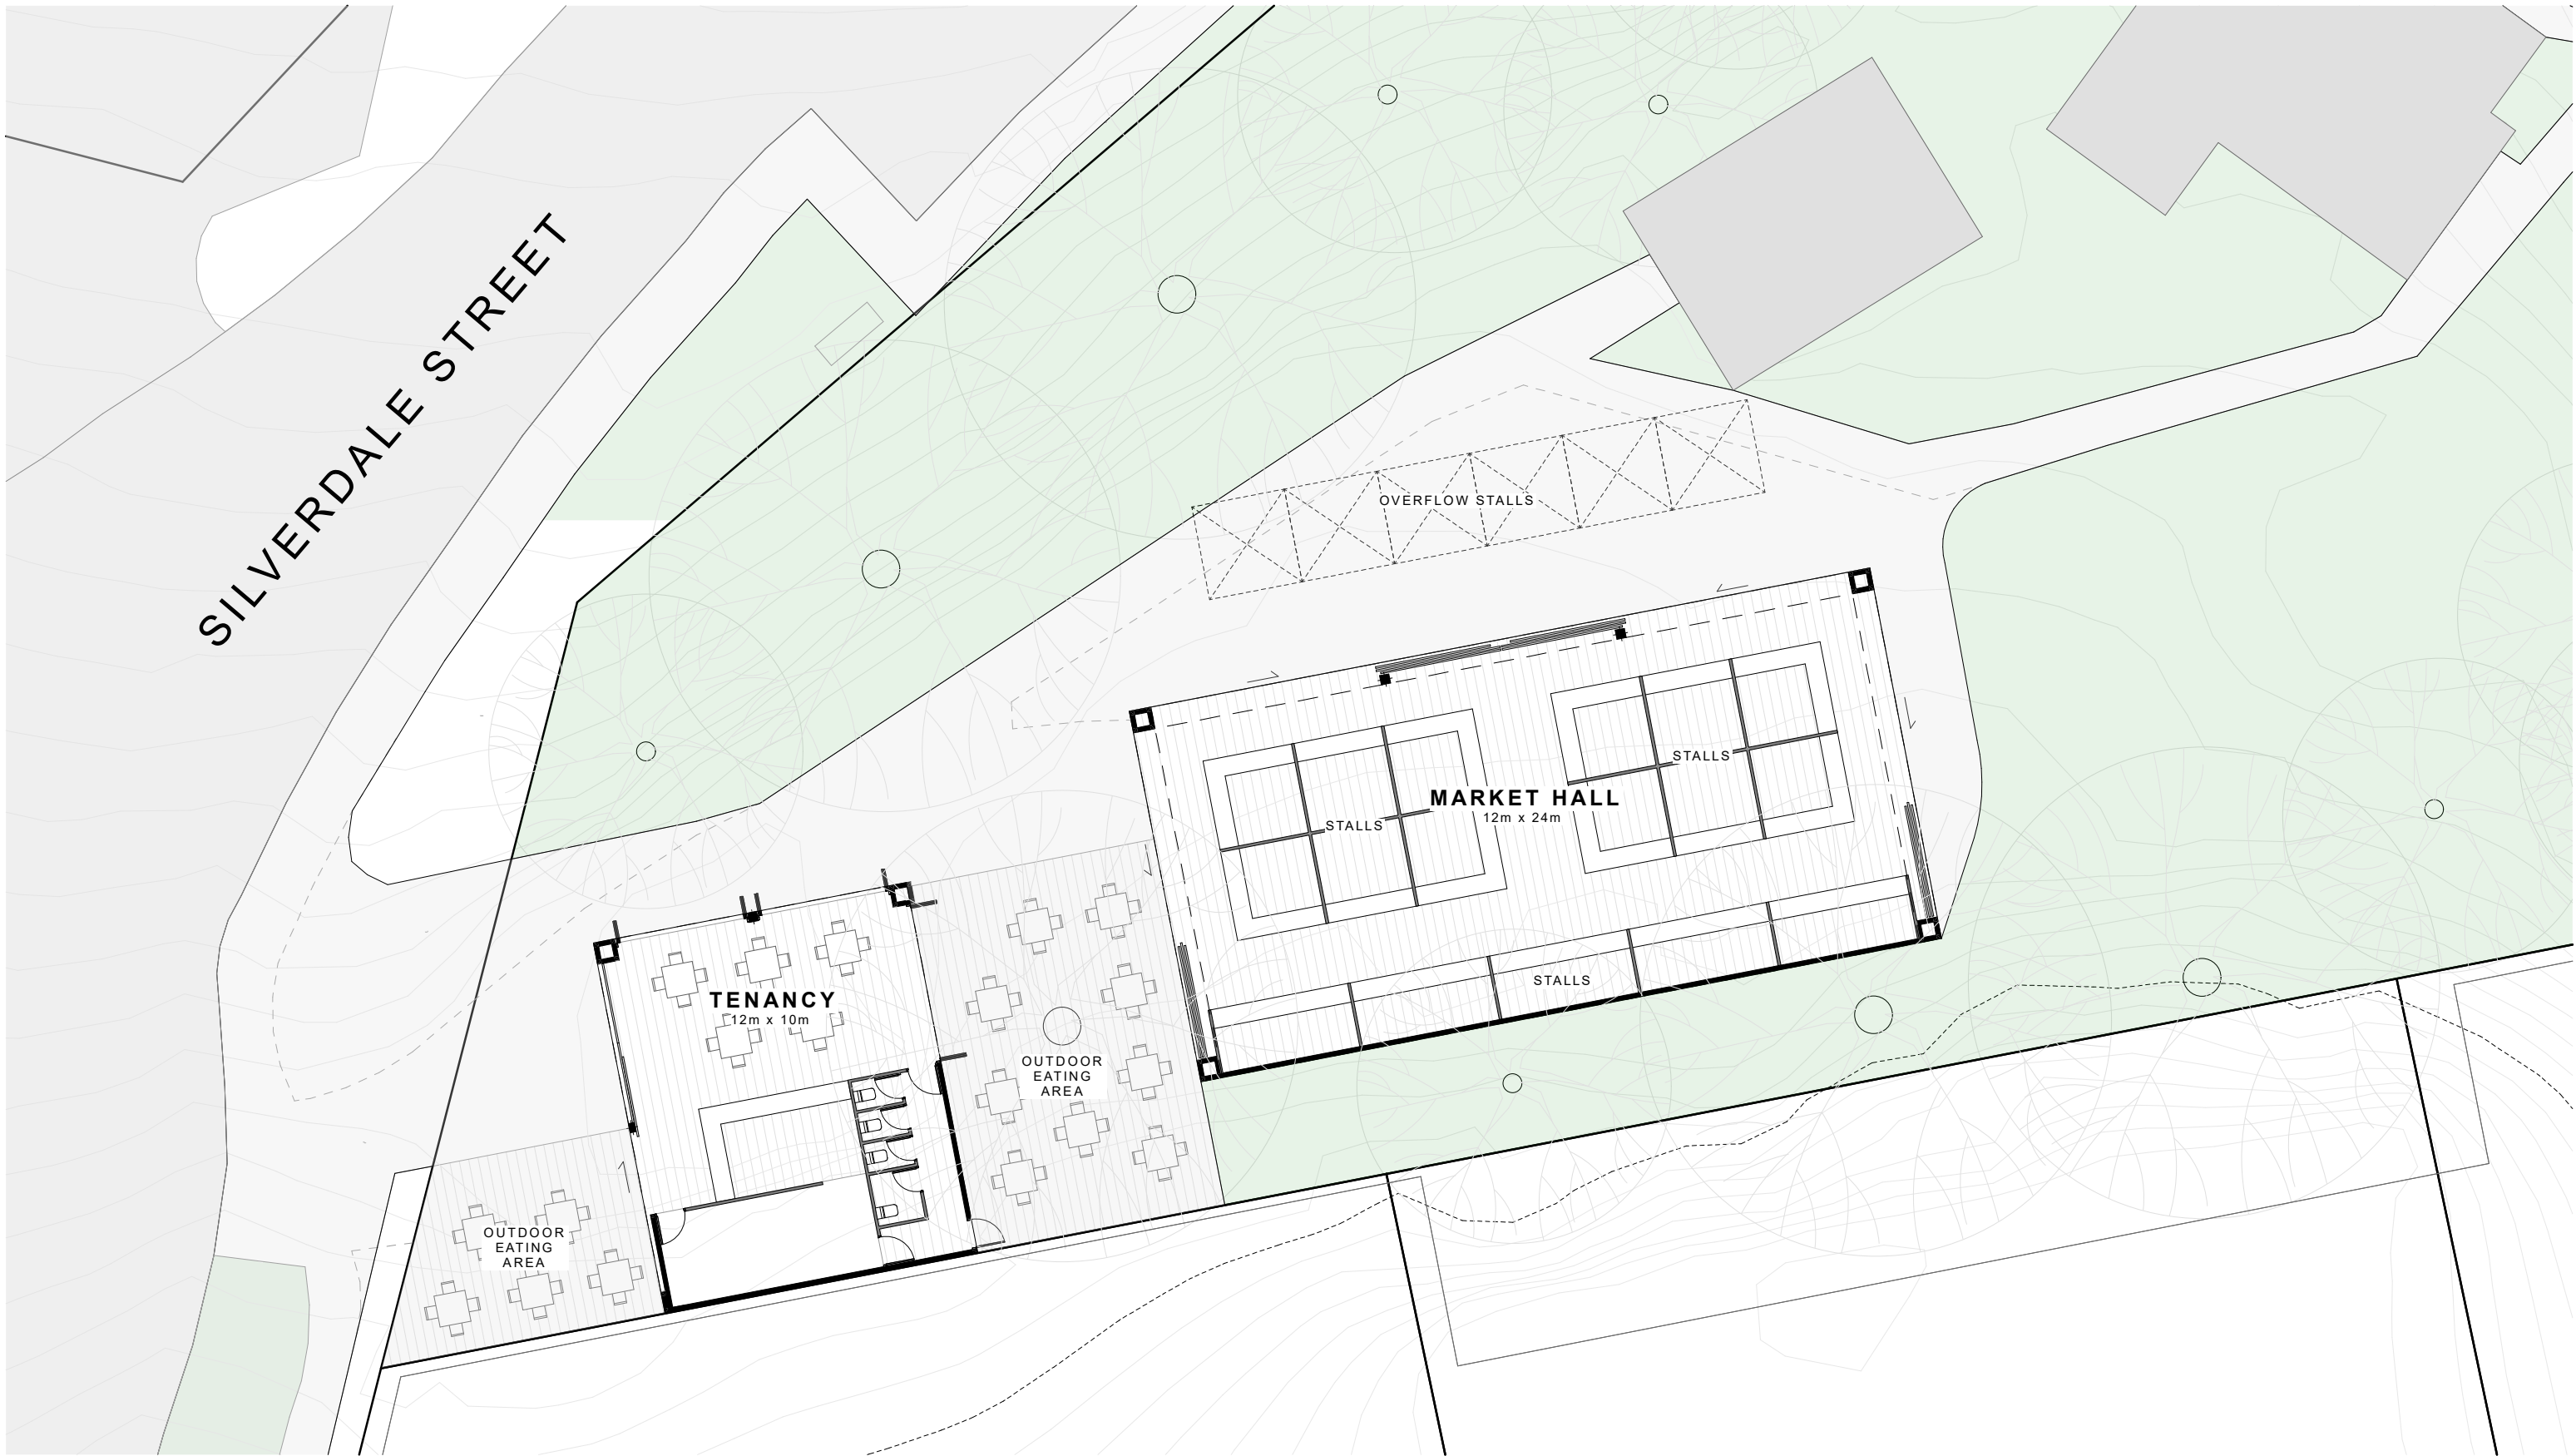 SILVERDALE STREET
OVERFLOW STALLS
STALLS
MARKET HALL
12m x 24m
STALLS
STALLS
TENANCY
12m x 10m
OUTDOOR
EATING
AREA
OUTDOOR
EATING
AREA